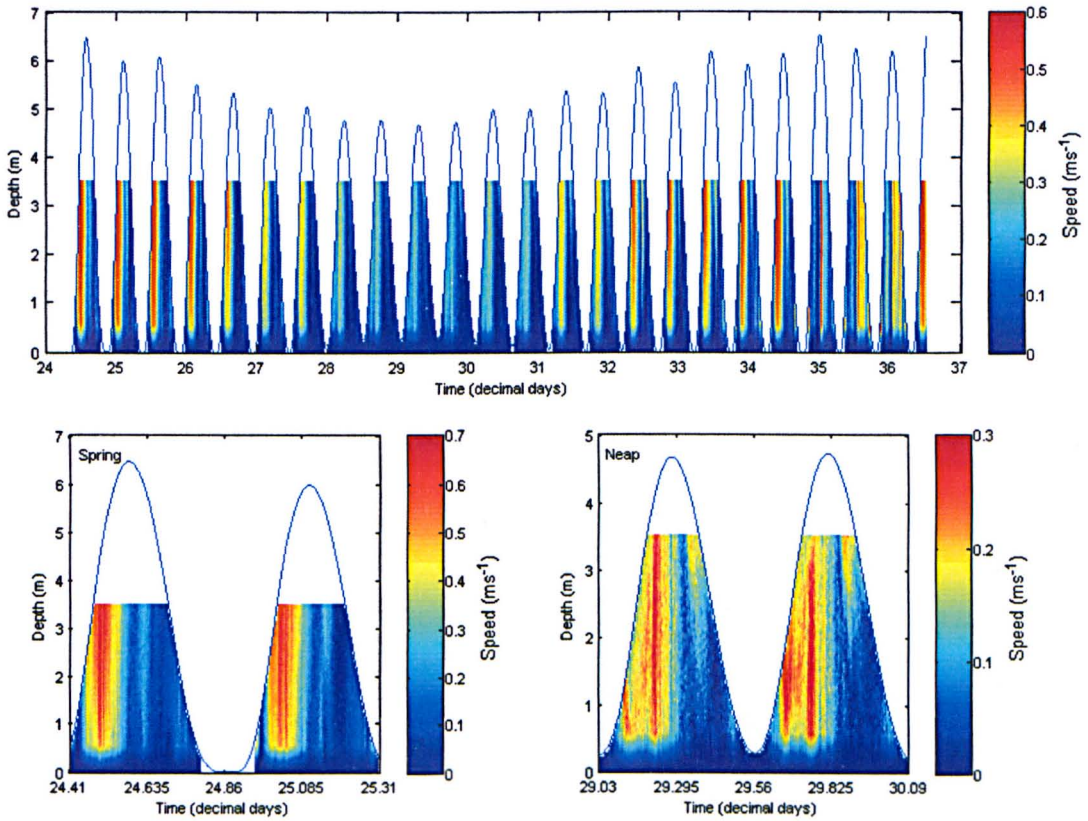 7
6
5
4
3
2
1
0
Depth (m)
24 25 26 27 28 29 30 31 32 33 34 35 36 37
Time (decimal days)
0.6
0.5
0.4
0.3
0.2
0.1
0
Speed (ms-1)
Spring
7
6
5
4
3
2
1
0
Depth (m)
24.41 24.635 24.86 25.085 25.31
Time (decimal days)
0.7
0.6
0.5
0.4
0.3
0.2
0.1
0
Speed (ms-1)
Neap
5
4
3
2
1
0
Depth (m)
29.03 29.295 29.56 29.825 30.09
Time (decimal days)
0.3
0.2
0.1
0
Speed (ms-1)